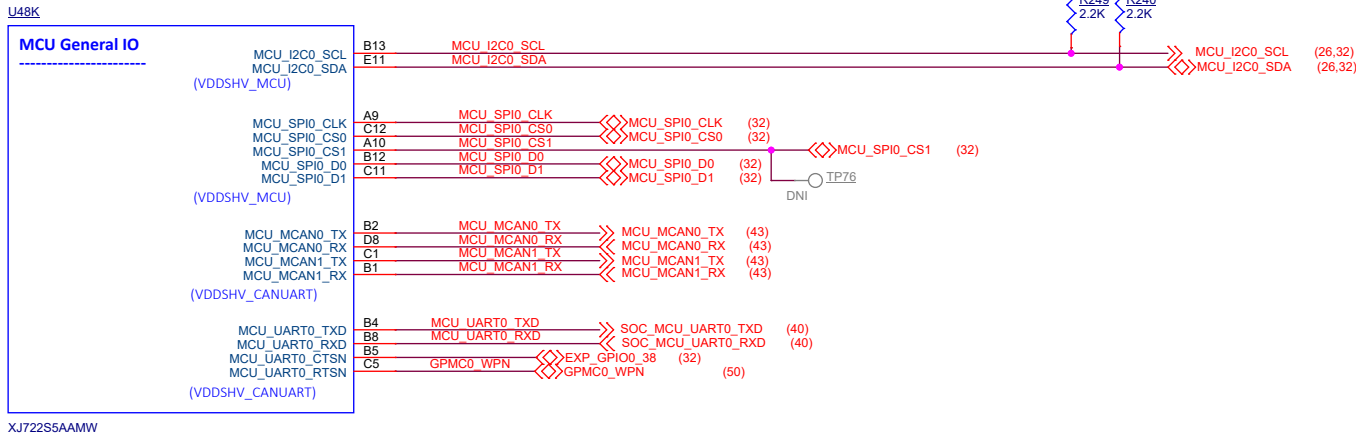 U48K
R249 R240
2.2K 2.2K
MCU General IO
-----------------------
MCU_I2C0_SCL B13 MCU_I2C0_SCL MCU_I2C0_SCL (26,32)
MCU_I2C0_SDA E11 MCU_I2C0_SDA MCU_I2C0_SDA (26,32)
(VDDSHV_MCU)
MCU_SPI0_CLK A9 MCU_SPI0_CLK MCU_SPI0_CLK (32)
MCU_SPI0_CS0 C12 MCU_SPI0_CS0 MCU_SPI0_CS0 (32)
MCU_SPI0_CS1 A10 MCU_SPI0_CS1 MCU_SPI0_CS1 (32)
MCU_SPI0_D0 B12 MCU_SPI0_D0 MCU_SPI0_D0 (32)
MCU_SPI0_D1 C11 MCU_SPI0_D1 MCU_SPI0_D1 (32)
TP76
DNI
(VDDSHV_MCU)
MCU_MCAN0_TX B2 MCU_MCAN0_TX MCU_MCAN0_TX (43)
MCU_MCAN0_RX D8 MCU_MCAN0_RX MCU_MCAN0_RX (43)
MCU_MCAN1_TX C1 MCU_MCAN1_TX MCU_MCAN1_TX (43)
MCU_MCAN1_RX B1 MCU_MCAN1_RX MCU_MCAN1_RX (43)
(VDDSHV_CANUART)
MCU_UART0_TXD B4 MCU_UART0_TXD SOC_MCU_UART0_TXD (40)
MCU_UART0_RXD B8 MCU_UART0_RXD SOC_MCU_UART0_RXD (40)
MCU_UART0_CTSN B5 EXP_GPIO0_38 (32)
MCU_UART0_RTSN C5 GPMC0_WPN GPMC0_WPN (50)
(VDDSHV_CANUART)
XJ722S5AAMW